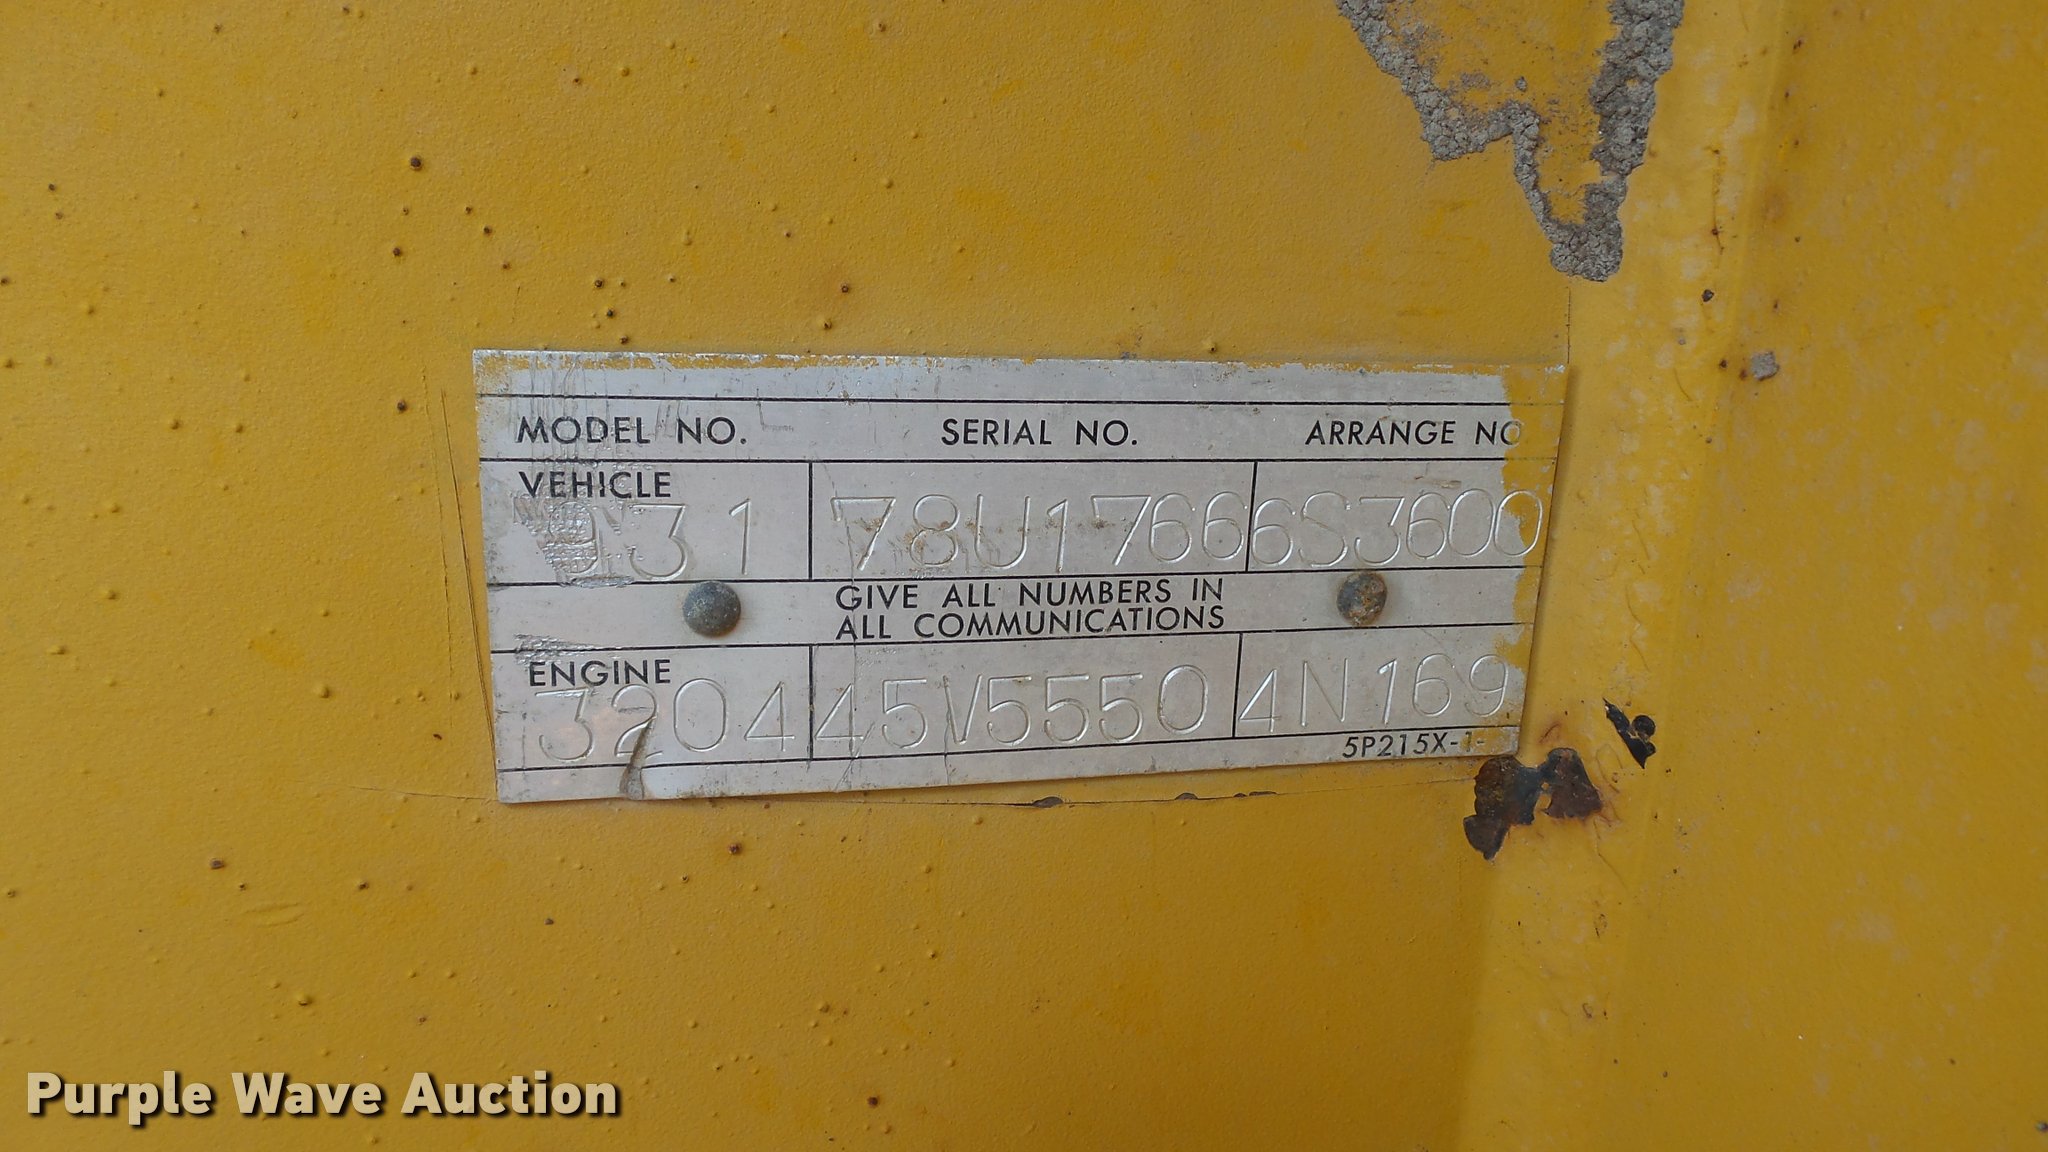 MODEL NO. SERIAL NO. ARRANGE NO
VEHICLE
931 78U1766 6S3600
GIVE ALL NUMBERS IN
ALL COMMUNICATIONS
ENGINE
3204 45V5550 4N169
5P215X-1-
Purple Wave Auction